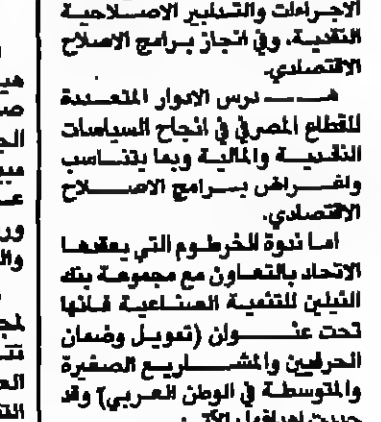 الاجراءات والتدابير الاصلاحية
النقدية، وفي انجاز برامج الاصلاح
الاقتصادي.
هـ ـ درس الادوار المتعددة
للقطاع المصرفي في انجاح السياسات
النقدية والمالية وبما يتناسب
واغراض برامج الاصلاح
الاقتصادي.
اما ندوة الخرطوم التي يعقدها
الاتحاد بالتعاون مع مجموعة بنك
النيلين للتنمية الصناعية فانها
تحت عنوان (تمويل وضمان
الحرفيين والمشاريع الصغيرة
والمتوسطة في الوطن العربي) وقد